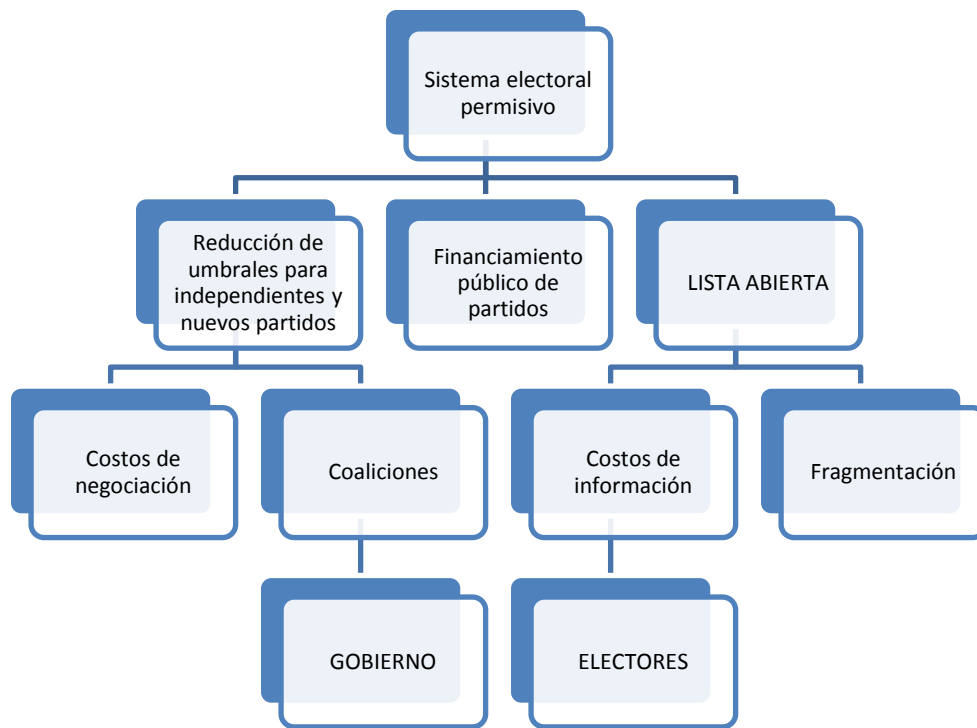 Sistema electoral
permisivo
Reducción de
umbrales para
independientes y
nuevos partidos
Financiamiento
público de
partidos
LISTA ABIERTA
Costos de
negociación
Coaliciones
Costos de
información
Fragmentación
GOBIERNO
ELECTORES